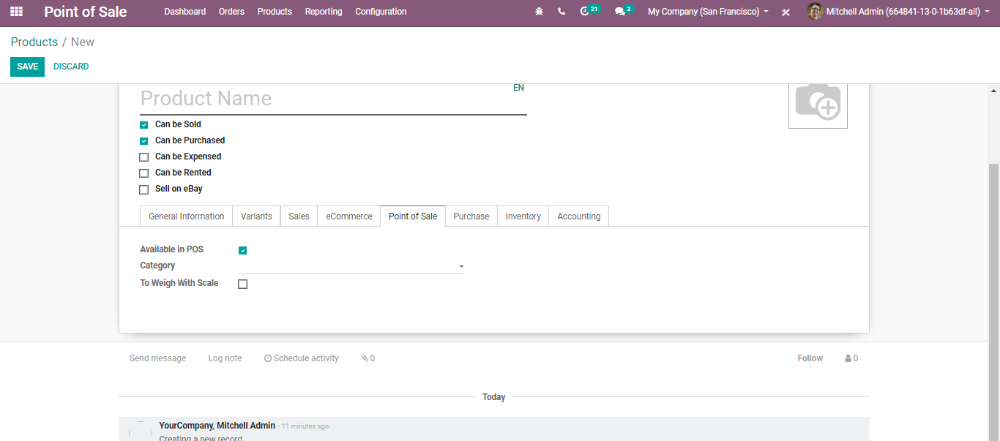 Point of Sale Dashboard Orders Products Reporting Configuration 21 2 My Company (San Francisco) Mitchell Admin (664841-13-0-1b63df-all)
Products / New
SAVE DISCARD
EN
Product Name
Can be Sold
Can be Purchased
Can be Expensed
Can be Rented
Sell on eBay
General Information Variants Sales eCommerce Point of Sale Purchase Inventory Accounting
Available in POS
Category
To Weigh With Scale
Send message Log note Schedule activity 0 Follow 0
Today
YourCompany, Mitchell Admin - 11 minutes ago
Creating a new record